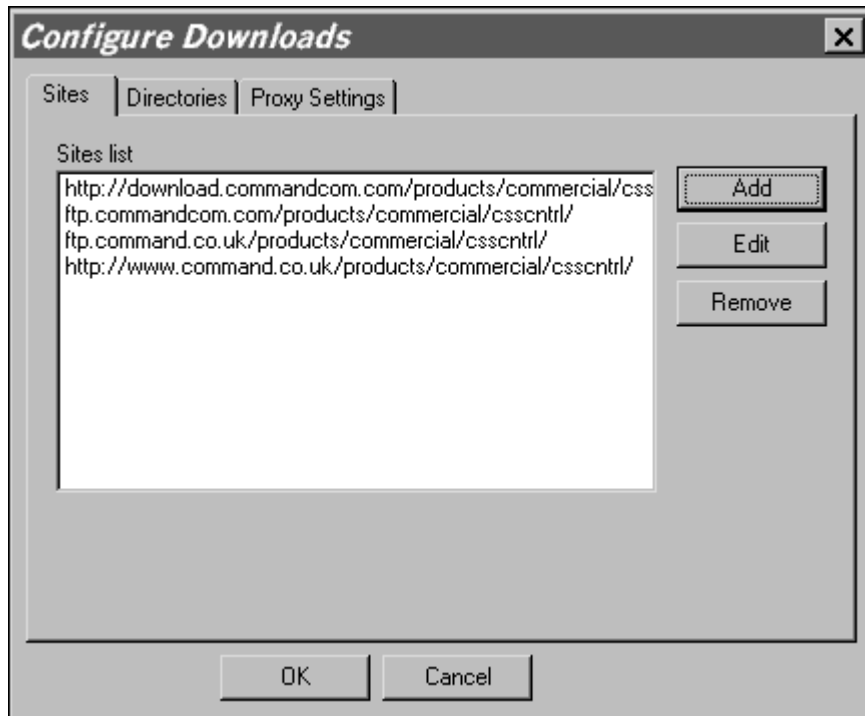 Configure Downloads
Sites Directories Proxy Settings
Sites list
http://download.commandcom.com/products/commercial/css
ftp.commandcom.com/products/commercial/csscntrl/
ftp.command.co.uk/products/commercial/csscntrl/
http://www.command.co.uk/products/commercial/csscntrl/
Add
Edit
Remove
OK Cancel